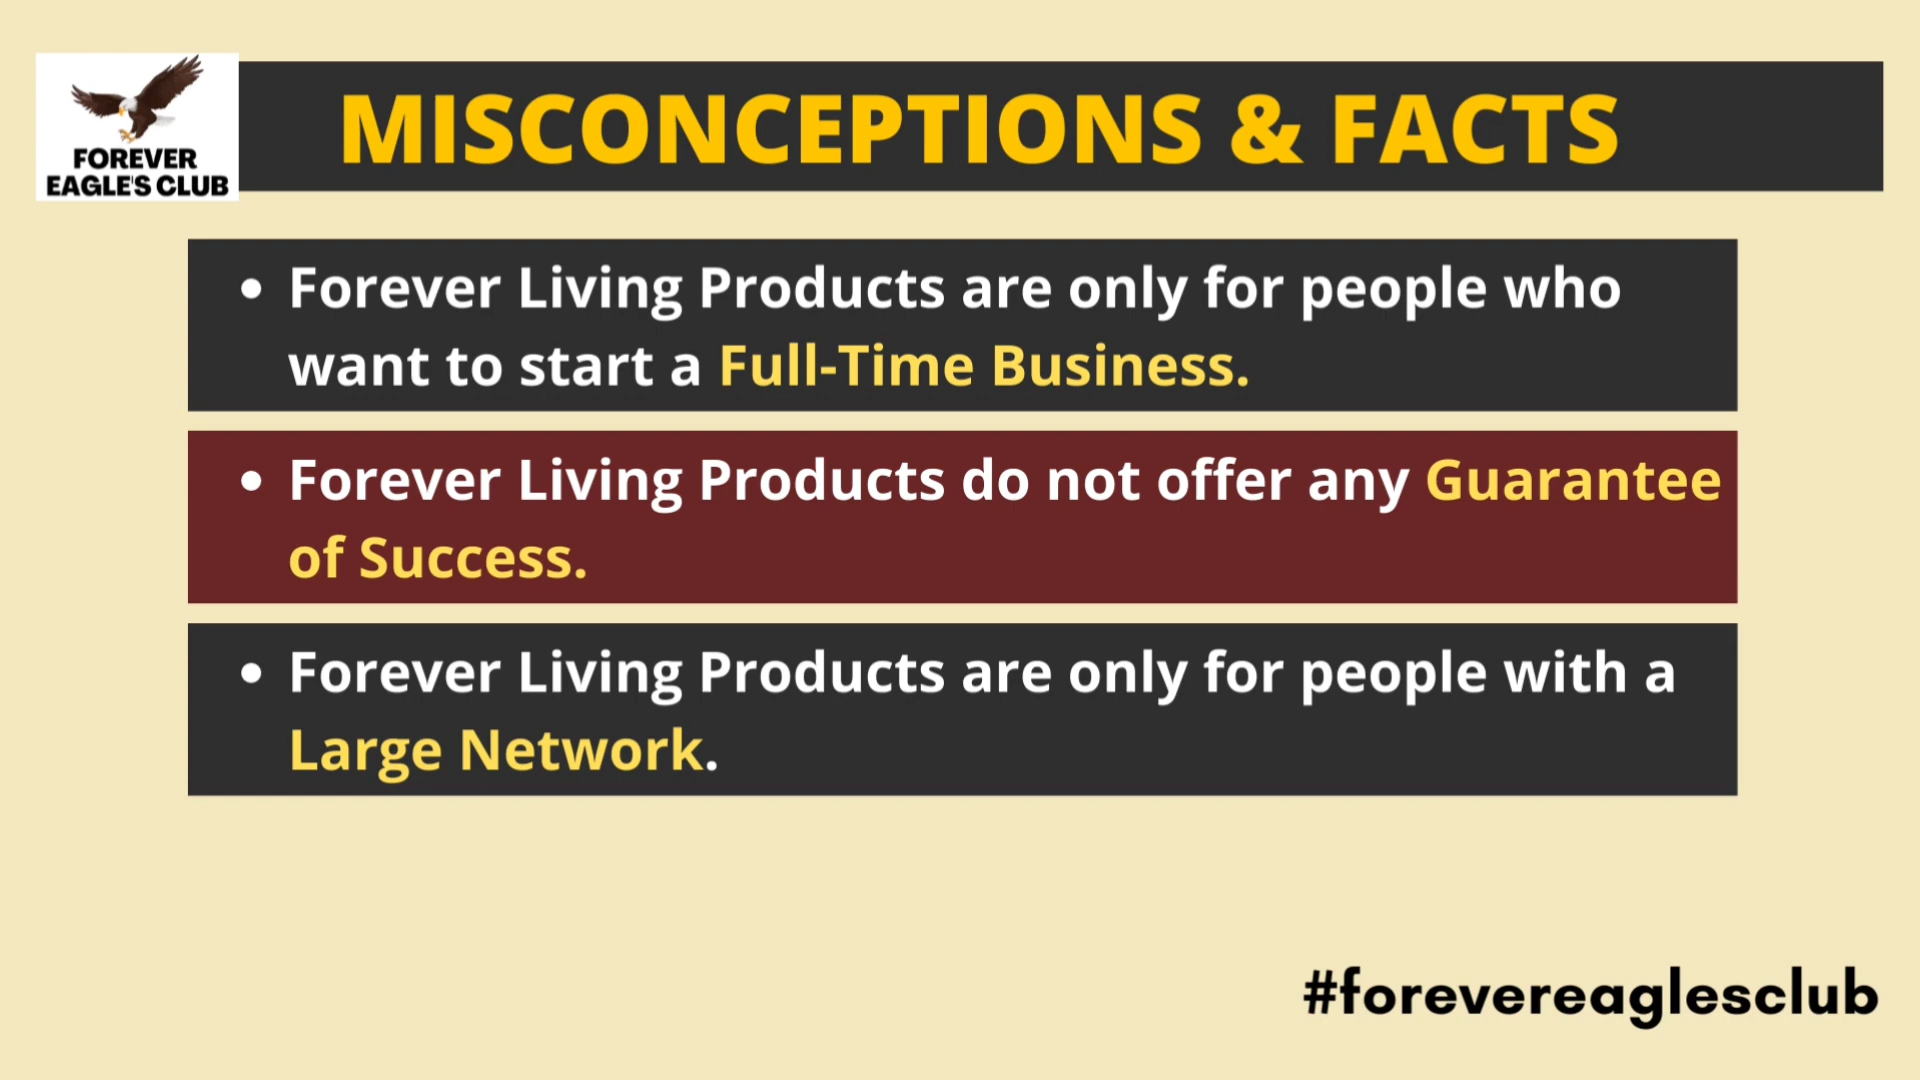 FOREVER
EAGLE'S CLUB
MISCONCEPTIONS & FACTS
• Forever Living Products are only for people who
want to start a Full-Time Business.
• Forever Living Products do not offer any Guarantee
of Success.
• Forever Living Products are only for people with a
Large Network.
#forevereaglesclub